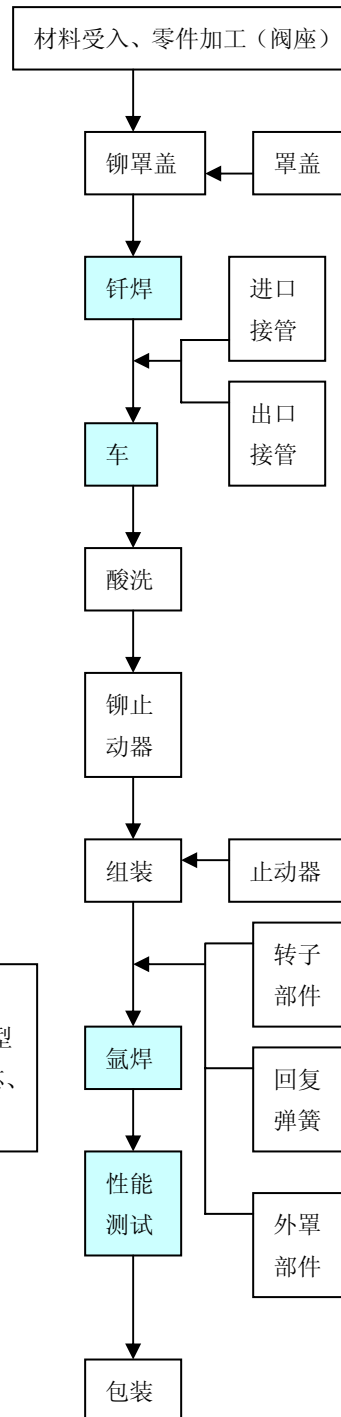 材料受入、零件加工（阀座）
铆罩盖
罩盖
钎焊
进口
接管
出口
接管
车
酸洗
铆止
动器
组装
止动器
转子
部件
型
氩焊
回复
弹簧
性能
测试
外罩
部件
包装